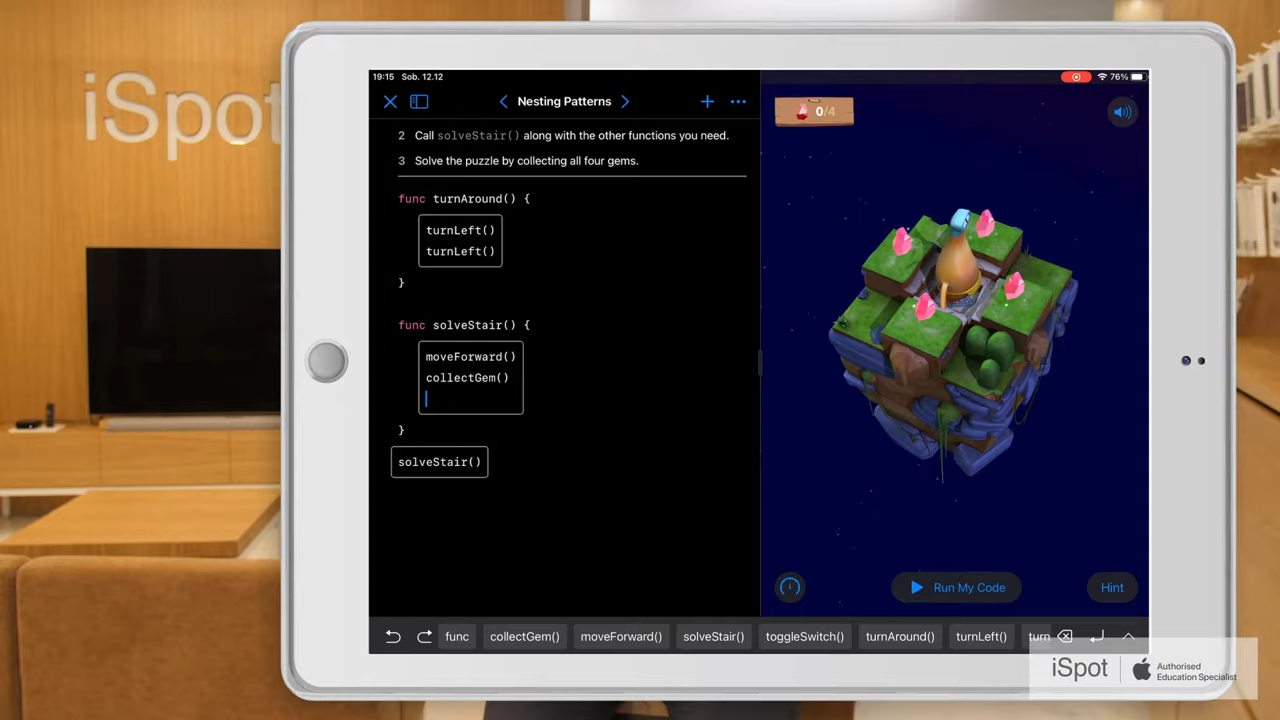 iSpot
19:15 Sob. 12.12
76%
Nesting Patterns
2 Call solveStair() along with the other functions you need.
3 Solve the puzzle by collecting all four gems.
func turnAround() {
turnLeft()
turnLeft()
}
func solveStair() {
moveForward()
collectGem()
}
solveStair()
0/4
Run My Code
Hint
func collectGem() moveForward() solveStair() toggleSwitch() turnAround() turnLeft() turn
iSpot
Authorised
Education Specialist